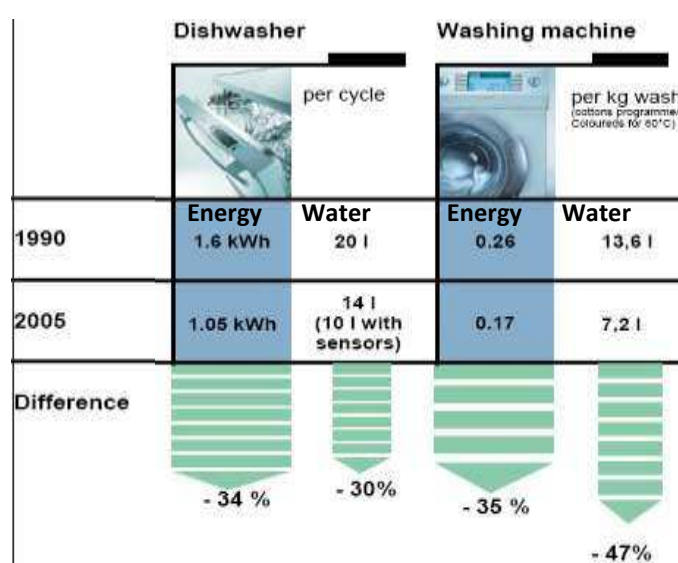 Dishwasher
Washing machine
per cycle
per kg wash
(cottons programme
Coloureds for 60°C)
Energy Water Energy Water
1990 1.6 kWh 20 l 0.26 13,6 l
2005 1.05 kWh 14 l (10 l with sensors) 0.17 7,2 l
Difference
- 34 % - 30% - 35 % - 47%